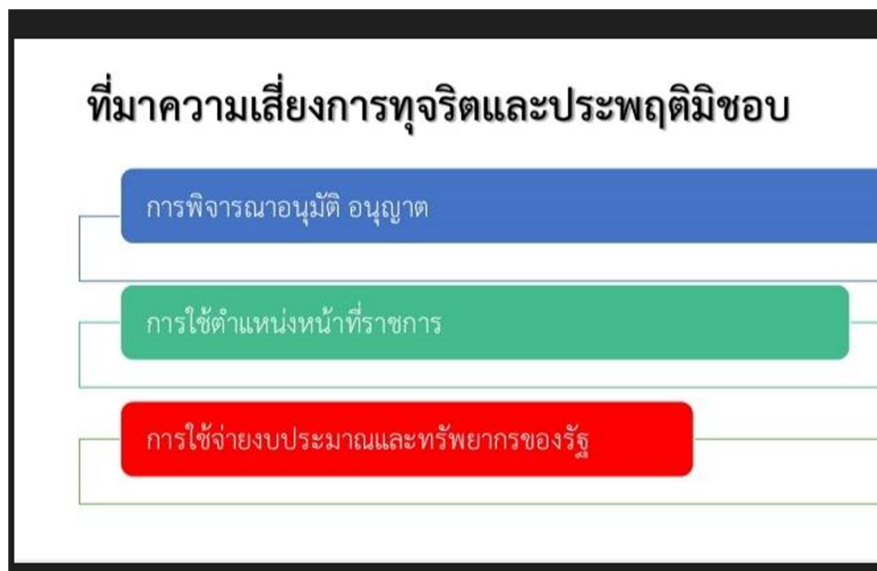 ที่มาความเสี่ยงการทุจริตและประพฤติมิชอบ
การพิจารณาอนุมัติ อนุญาต
การใช้ตำแหน่งหน้าที่ราชการ
การใช้จ่ายงบประมาณและทรัพยากรของรัฐ